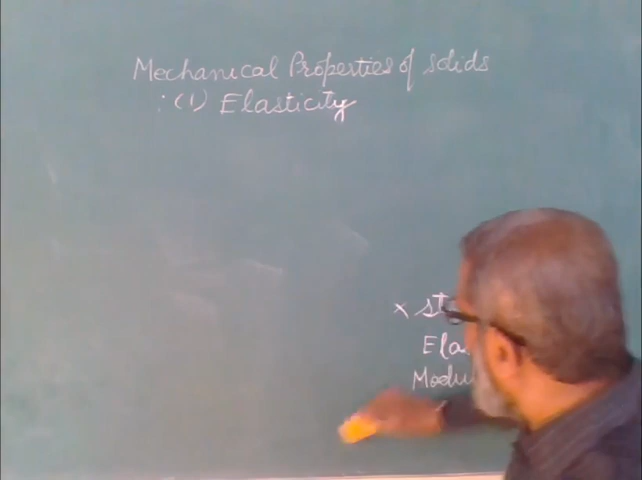 Mechanical Properties of solids
: (1) Elasticity
×